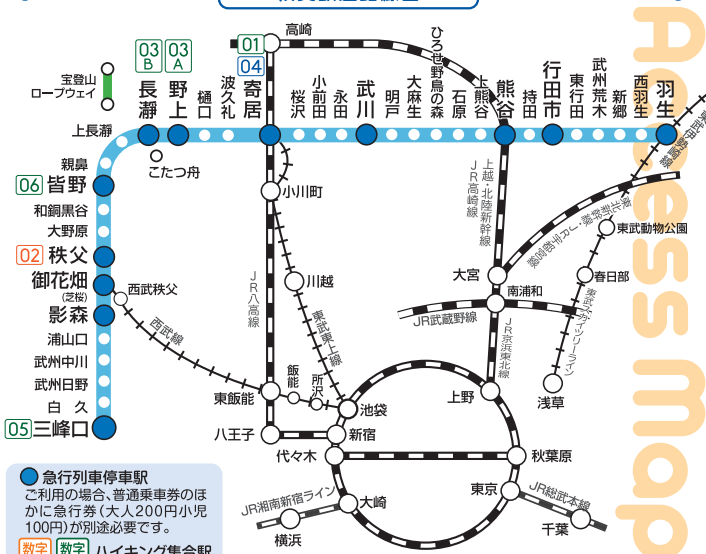 高崎
01
04
03
B
03
A
宝登山
ロープウェイ
長瀞
野上
樋口
波久礼
寄居
桜沢
小前田
永田
武川
明戸
大麻生
ひろせ野鳥の森
石原
上熊谷
熊谷
持田
行田市
東行田
武州荒木
新郷
西羽生
羽生
上長瀞
こたつ舟
親鼻
06 皆野
和銅黒谷
大野原
02 秩父
御花畑
(芝桜)
影森
浦山口
武州中川
武州日野
白久
05 三峰口
西武秩父
西武線
小川町
川越
JR八高線
東武東上線
東飯能
飯能
所沢
池袋
八王子
新宿
代々木
上越・北陸新幹線
JR高崎線
東武伊勢崎線
東北新幹線
JR宇都宮線
東武動物公園
春日部
東武スカイツリーライン
浅草
大宮
南浦和
JR武蔵野線
JR京浜東北線
上野
秋葉原
東京
JR総武本線
千葉
大崎
JR湘南新宿ライン
横浜
急行列車停車駅
ご利用の場合、普通乗車券のほ
かに急行券(大人200円小児
100円)が別途必要です。
数字 数字 ハイキング集合駅
Access Map